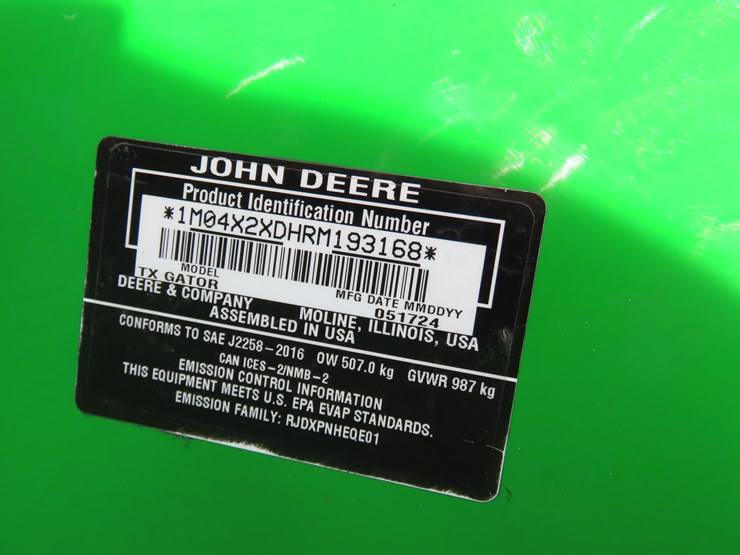 JOHN DEERE
Product Identification Number
*1M04X2XDHRM193168*
MODEL
TX GATOR
MFG DATE MMDDYY
051724
DEERE & COMPANY MOLINE, ILLINOIS, USA
ASSEMBLED IN USA
CONFORMS TO SAE J2258-2016 OW 507.0 kg GVWR 987 kg
CAN ICES-2/NMB-2
EMISSION CONTROL INFORMATION
THIS EQUIPMENT MEETS U.S. EPA EVAP STANDARDS.
EMISSION FAMILY: RJDXPNHEQE01